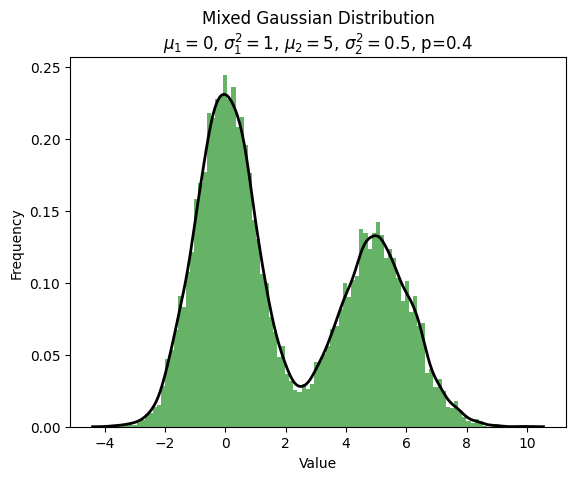 Mixed Gaussian Distribution
μ₁ = 0, σ₁² = 1, μ₂ = 5, σ₂² = 0.5, p=0.4
0.25
0.20
0.15
0.10
0.05
0.00
Frequency
−4 −2 0 2 4 6 8 10
Value